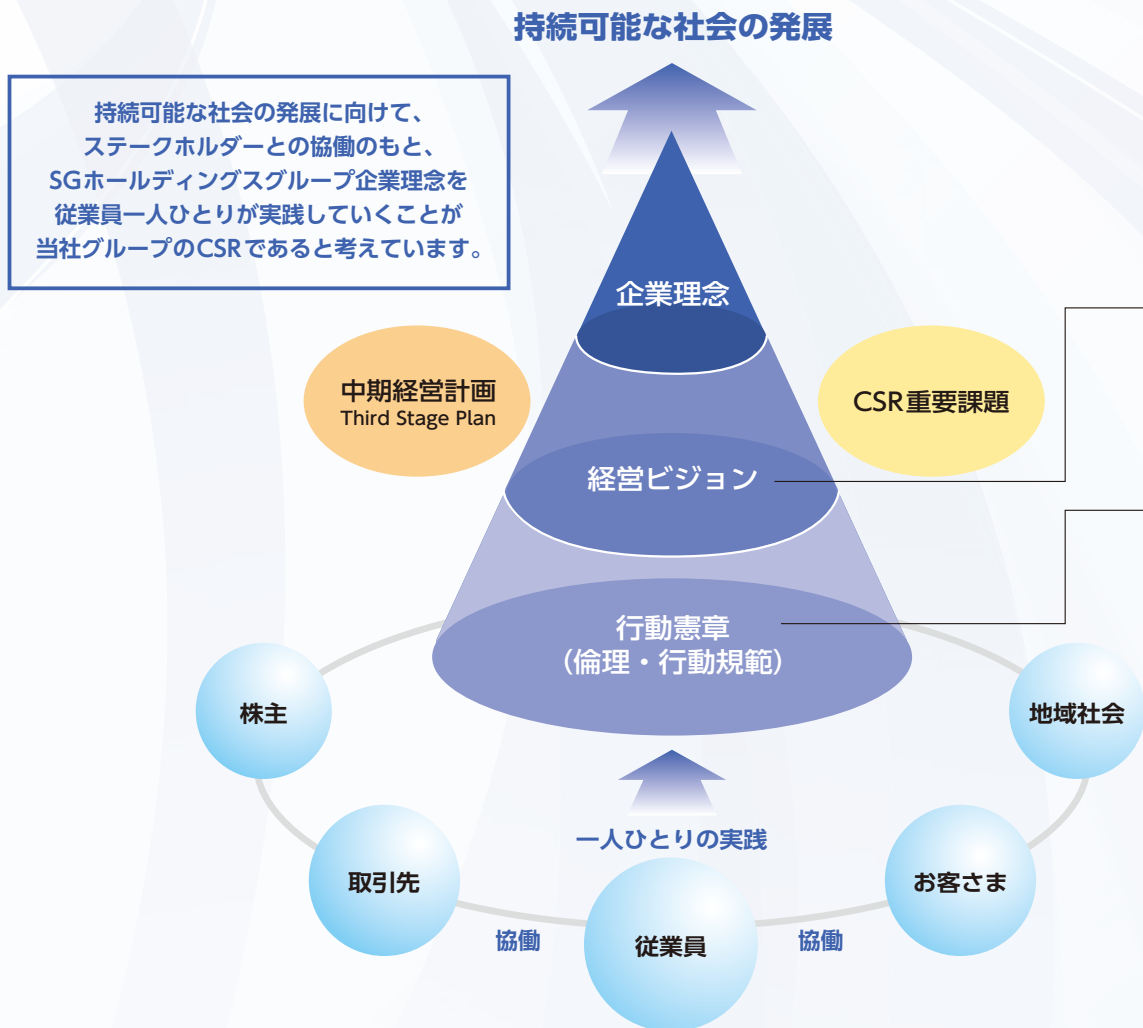 持続可能な社会の発展
持続可能な社会の発展に向けて、
ステークホルダーとの協働のもと、
SGホールディングスグループ企業理念を
従業員一人ひとりが実践していくことが
当社グループのCSRであると考えています。
企業理念
中期経営計画
Third Stage Plan
CSR重要課題
経営ビジョン
行動憲章
（倫理・行動規範）
株主
地域社会
一人ひとりの実践
取引先
お客さま
協働
従業員
協働